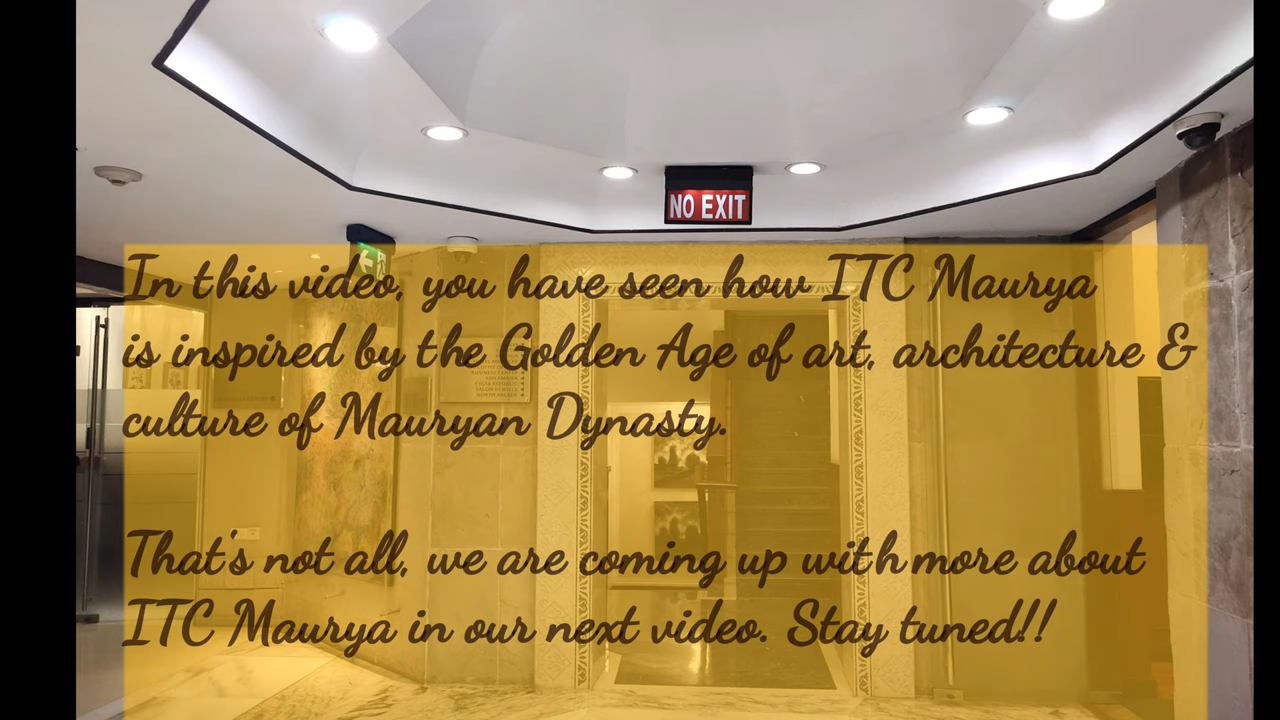 NO EXIT
In this video, you have seen how ITC Maurya
is inspired by the Golden Age of art, architecture &
culture of Mauryan Dynasty.
BUSINESS CENTER
That's not all, we are coming up with more about
ITC Maurya in our next video. Stay tuned!!